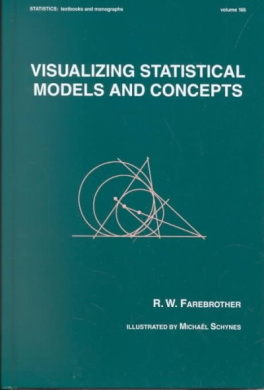 STATISTICS: textbooks and monographs volume 166
VISUALIZING STATISTICAL
MODELS AND CONCEPTS
R. W. FAREBROTHER
ILLUSTRATED BY MICHAËL SCHYNES